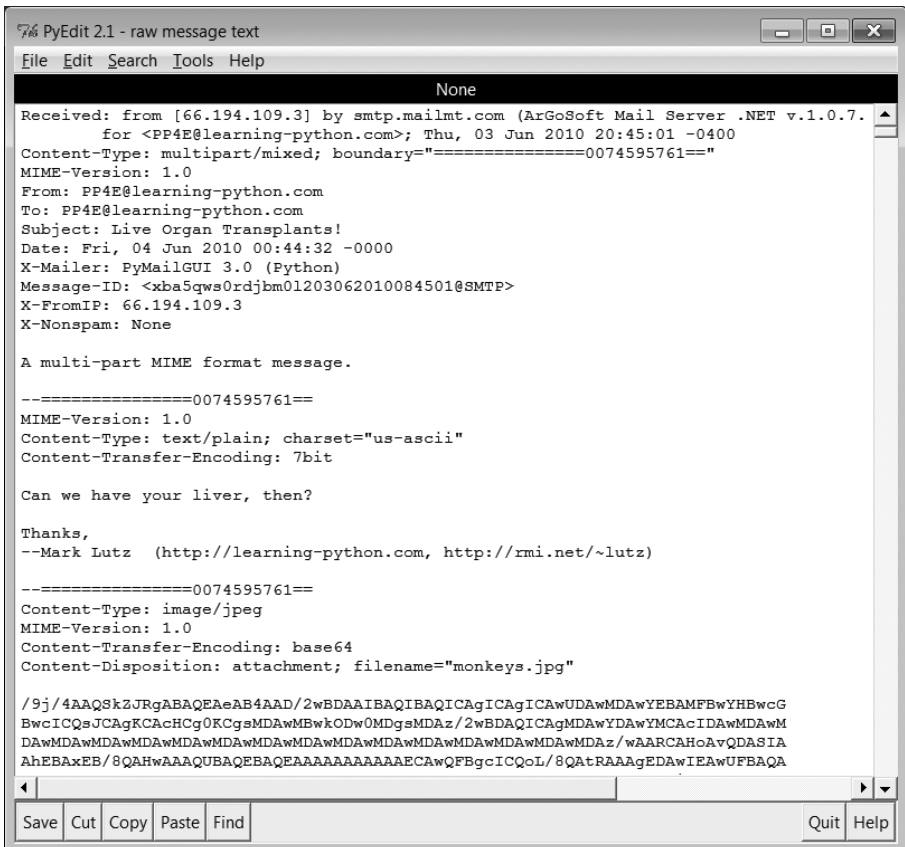 PyEdit 2.1 - raw message text
File Edit Search Tools Help
None
Received: from [66.194.109.3] by smtp.mailmt.com (ArGoSoft Mail Server .NET v.1.0.7.
        for <PP4E@learning-python.com>; Thu, 03 Jun 2010 20:45:01 -0400
Content-Type: multipart/mixed; boundary="===============0074595761=="
MIME-Version: 1.0
From: PP4E@learning-python.com
To: PP4E@learning-python.com
Subject: Live Organ Transplants!
Date: Fri, 04 Jun 2010 00:44:32 -0000
X-Mailer: PyMailGUI 3.0 (Python)
Message-ID: <xba5qws0rdjbm0l203062010084501@SMTP>
X-FromIP: 66.194.109.3
X-Nonspam: None

A multi-part MIME format message.

--===============0074595761==
MIME-Version: 1.0
Content-Type: text/plain; charset="us-ascii"
Content-Transfer-Encoding: 7bit

Can we have your liver, then?

Thanks,
--Mark Lutz  (http://learning-python.com, http://rmi.net/~lutz)

--===============0074595761==
Content-Type: image/jpeg
MIME-Version: 1.0
Content-Transfer-Encoding: base64
Content-Disposition: attachment; filename="monkeys.jpg"

/9j/4AAQSkZJRgABAQEAeAB4AAD/2wBDAAIBAQIBAQICAgICAgICAwUDAwMDAwYEBAMFBwYHBwcG
BwcICQsJCAgKCAcHCg0KCgsMDAwMBwkODw0MDgsMDAz/2wBDAQICAgMDAwYDAwYMCAcIDAwMDAwM
DAwMDAwMDAwMDAwMDAwMDAwMDAwMDAwMDAwMDAwMDAwMDAwMDAwMDAwMDAz/wAARCAHoAvQDASIA
AhEBAxEB/8QAHwAAAQUBAQEBAQEAAAAAAAAAAAECAwQFBgcICQoL/8QAtRAAAgEDAwIEAwUFBAQA
Save Cut Copy Paste Find Quit Help